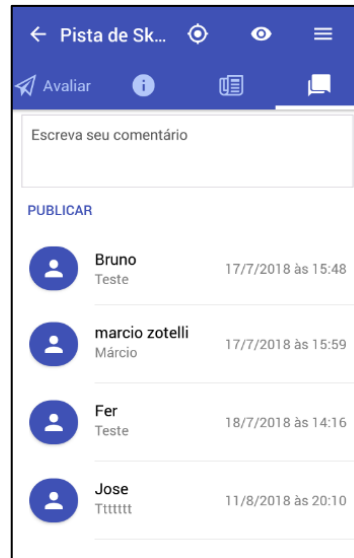 Pista de Sk...
Avaliar
Escreva seu comentário
PUBLICAR
Bruno
Teste
17/7/2018 às 15:48
marcio zotelli
Márcio
17/7/2018 às 15:59
Fer
Teste
18/7/2018 às 14:16
Jose
Ttttttt
11/8/2018 às 20:10